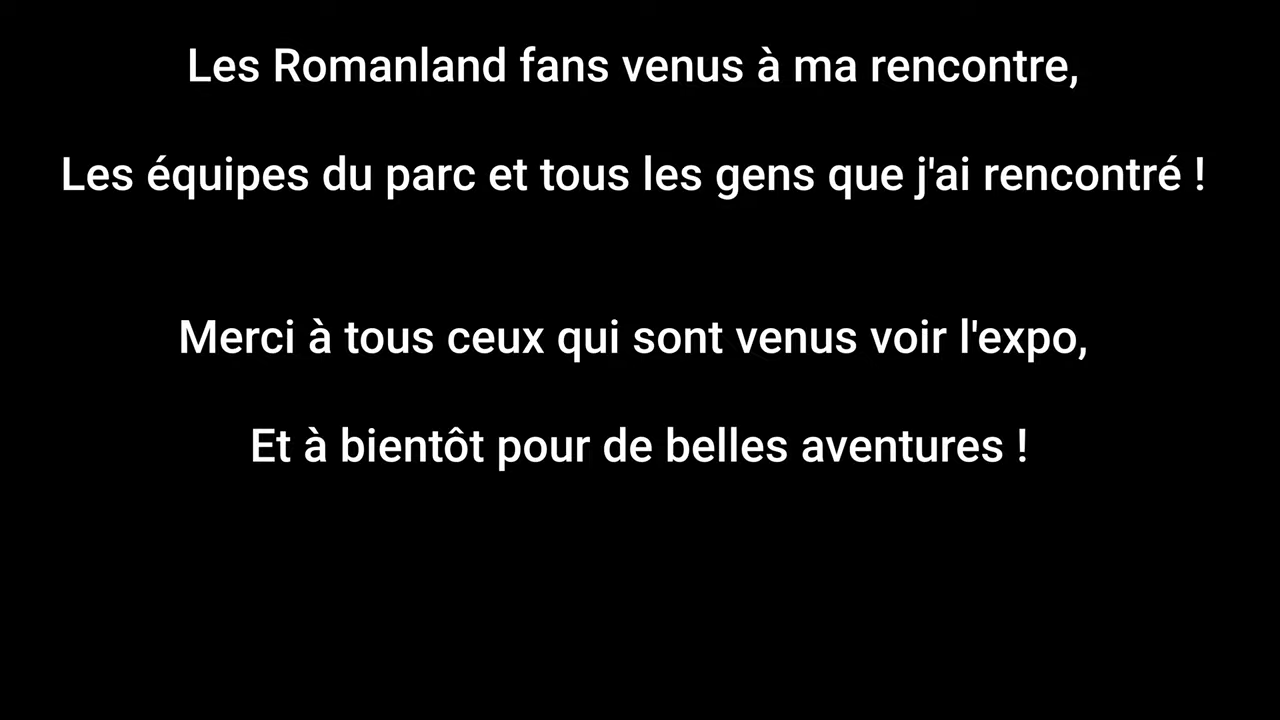 Les Romanland fans venus à ma rencontre,
Les équipes du parc et tous les gens que j'ai rencontré !
Merci à tous ceux qui sont venus voir l'expo,
Et à bientôt pour de belles aventures !